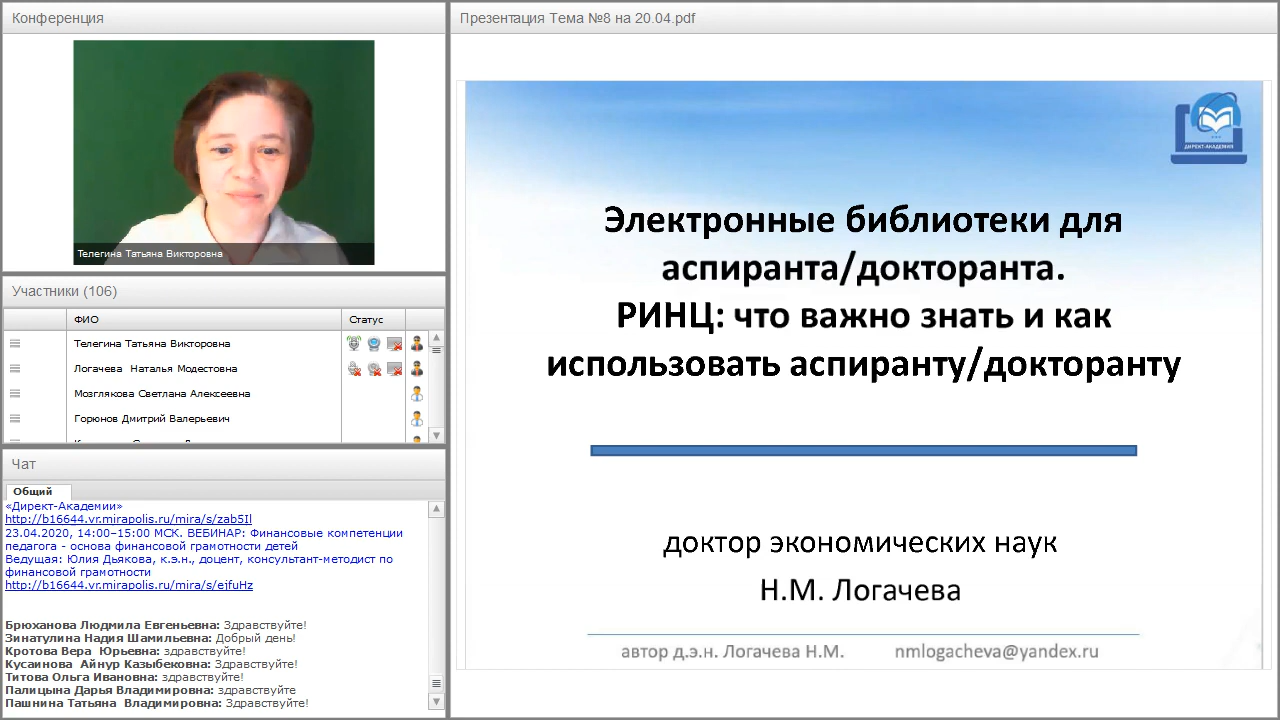 Конференция
Телегина Татьяна Викторовна
Участники (106)
ФИО
Статус
Телегина Татьяна Викторовна
Логачева Наталья Модестовна
Мозглякова Светлана Алексеевна
Горюнов Дмитрий Валерьевич
Чат
Общий
«Директ-Академии»
http://b16644.vr.mirapolis.ru/mira/s/zab5Il
23.04.2020, 14:00–15:00 МСК. ВЕБИНАР: Финансовые компетенции
педагога - основа финансовой грамотности детей
Ведущая: Юлия Дьякова, к.э.н., доцент, консультант-методист по
финансовой грамотности
http://b16644.vr.mirapolis.ru/mira/s/ejfuHz
Брюханова Людмила Евгеньевна: Здравствуйте!
Зинатулина Надия Шамильевна: Добрый день!
Кротова Вера Юрьевна: здравствуйте!
Кусаинова Айнур Казыбековна: Здравствуйте!
Титова Ольга Ивановна: здравствуйте!
Палицына Дарья Владимировна: здравствуйте
Пашнина Татьяна Владимировна: Здравствуйте!
Презентация Тема №8 на 20.04.pdf
ДИРЕКТ-АКАДЕМИЯ
Электронные библиотеки для
аспиранта/докторанта.
РИНЦ: что важно знать и как
использовать аспиранту/докторанту
доктор экономических наук
Н.М. Логачева
автор д.э.н. Логачева Н.М. nmlogacheva@yandex.ru